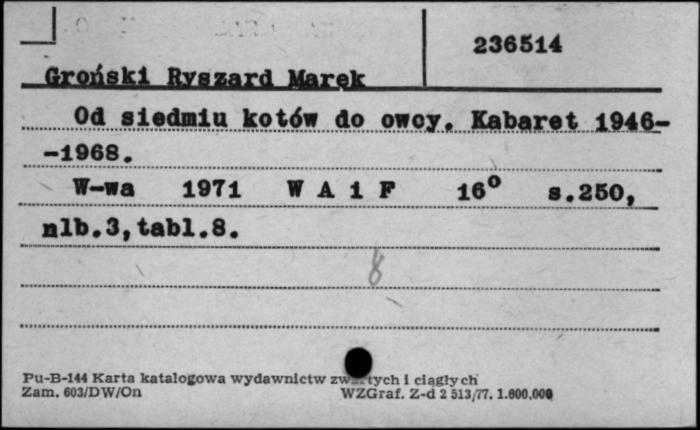 236514
Groński Ryszard Marek
Od siedmiu kotów do owcy. Kabaret 1946-
-1968.
W-wa 1971 W A i F 16° s.250,
nlb.3,tabl.8.
8
Pu-B-144 Karta katalogowa wydawnictw zwartych i ciągłych
Zam. 603/DW/On WZGraf. Z-d 2 513/77. 1.600.000